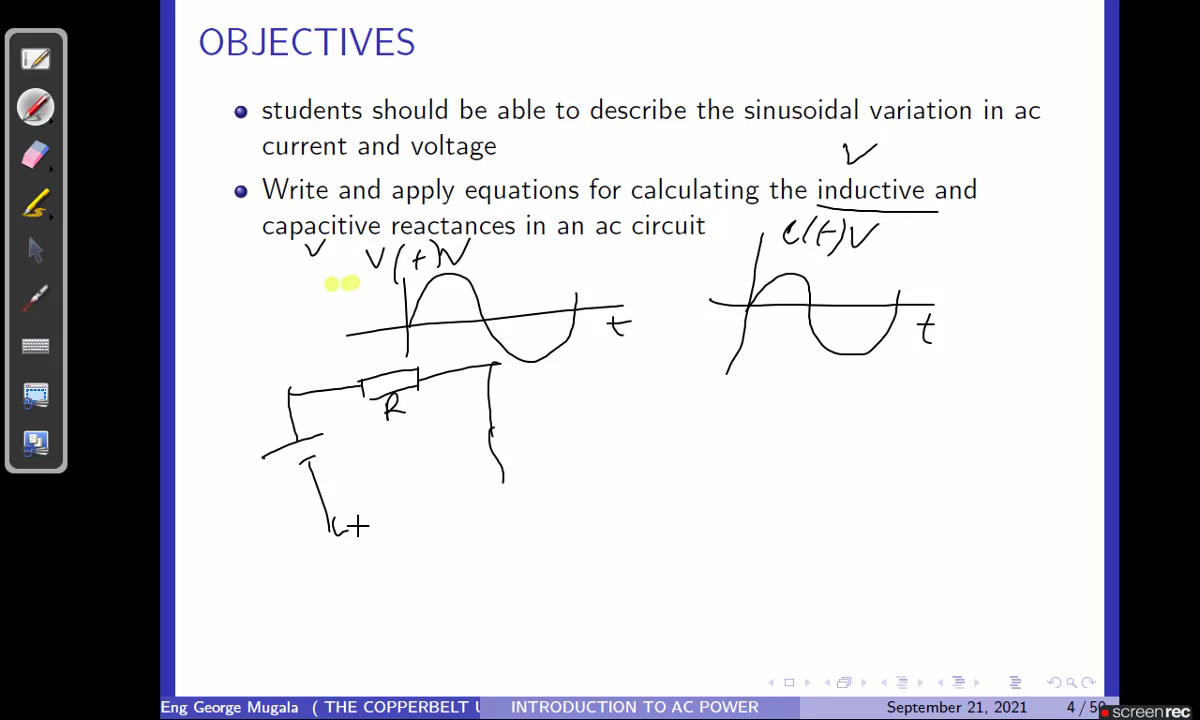 OBJECTIVES
students should be able to describe the sinusoidal variation in ac
current and voltage
Write and apply equations for calculating the inductive and
capacitive reactances in an ac circuit
V(t)
t
t
R
Eng George Mugala ( THE COPPERBELT U
INTRODUCTION TO AC POWER
September 21, 2021
4 / 50
screenrec